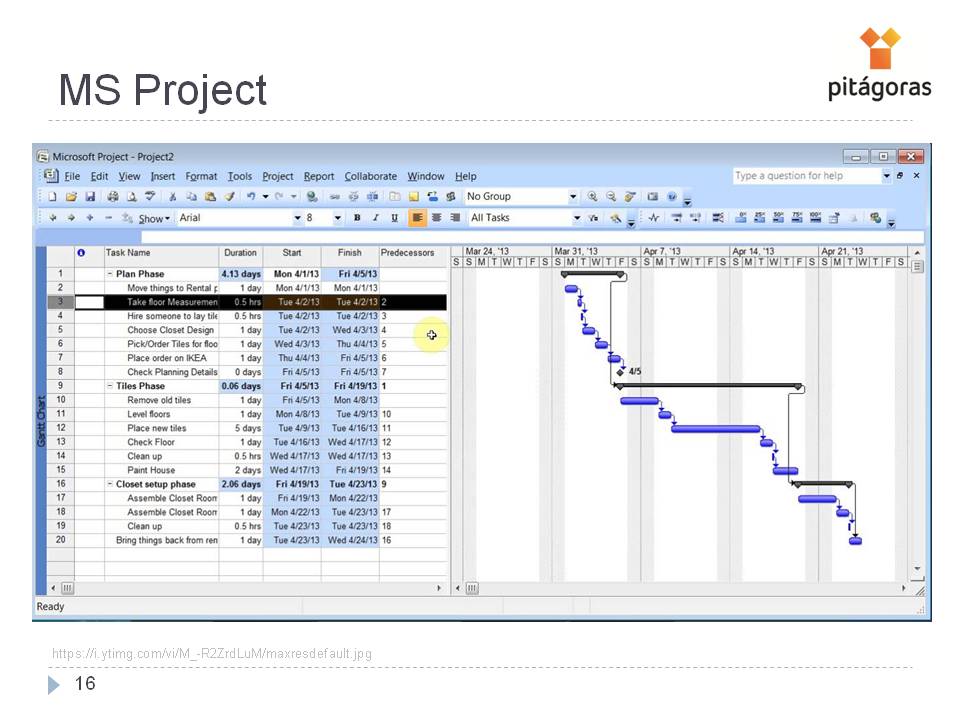 MS Project
pitágoras
Microsoft Project - Project2
File Edit View Insert Format Tools Project Report Collaborate Window Help
Type a question for help
No Group
Show Arial 8 B I U All Tasks
Task Name Duration Start Finish Predecessors
Mar 24, '13 Mar 31, '13 Apr 7, '13 Apr 14, '13 Apr 21, '13
S S M T W T F S S M T W T F S S M T W T F S S M T W T F S S M T W T F S
1 Plan Phase 4.13 days Mon 4/1/13 Fri 4/5/13
2 Move things to Rental p 1 day Mon 4/1/13 Mon 4/1/13
3 Take floor Measuremen 0.5 hrs Tue 4/2/13 Tue 4/2/13 2
4 Hire someone to lay tile 0.5 hrs Tue 4/2/13 Tue 4/2/13 3
5 Choose Closet Design 1 day Tue 4/2/13 Wed 4/3/13 4
6 Pick/Order Tiles for floo 1 day Wed 4/3/13 Thu 4/4/13 5
7 Place order on IKEA 1 day Thu 4/4/13 Fri 4/5/13 6
8 Check Planning Details 0 days Fri 4/5/13 Fri 4/5/13 7 4/5
9 Tiles Phase 0.06 days Fri 4/5/13 Fri 4/19/13 1
10 Remove old tiles 1 day Fri 4/5/13 Mon 4/8/13
11 Level floors 1 day Mon 4/8/13 Tue 4/9/13 10
12 Place new tiles 5 days Tue 4/9/13 Tue 4/16/13 11
13 Check Floor 1 day Tue 4/16/13 Wed 4/17/13 12
14 Clean up 0.5 hrs Wed 4/17/13 Wed 4/17/13 13
15 Paint House 2 days Wed 4/17/13 Fri 4/19/13 14
16 Closet setup phase 2.06 days Fri 4/19/13 Tue 4/23/13 9
17 Assemble Closet Room 1 day Fri 4/19/13 Mon 4/22/13
18 Assemble Closet Room 1 day Mon 4/22/13 Tue 4/23/13 17
19 Clean up 0.5 hrs Tue 4/23/13 Tue 4/23/13 18
20 Bring things back from ren 1 day Tue 4/23/13 Wed 4/24/13 16
Gantt Chart
Ready
https://i.ytimg.com/vi/M_-R2ZrdLuM/maxresdefault.jpg
16